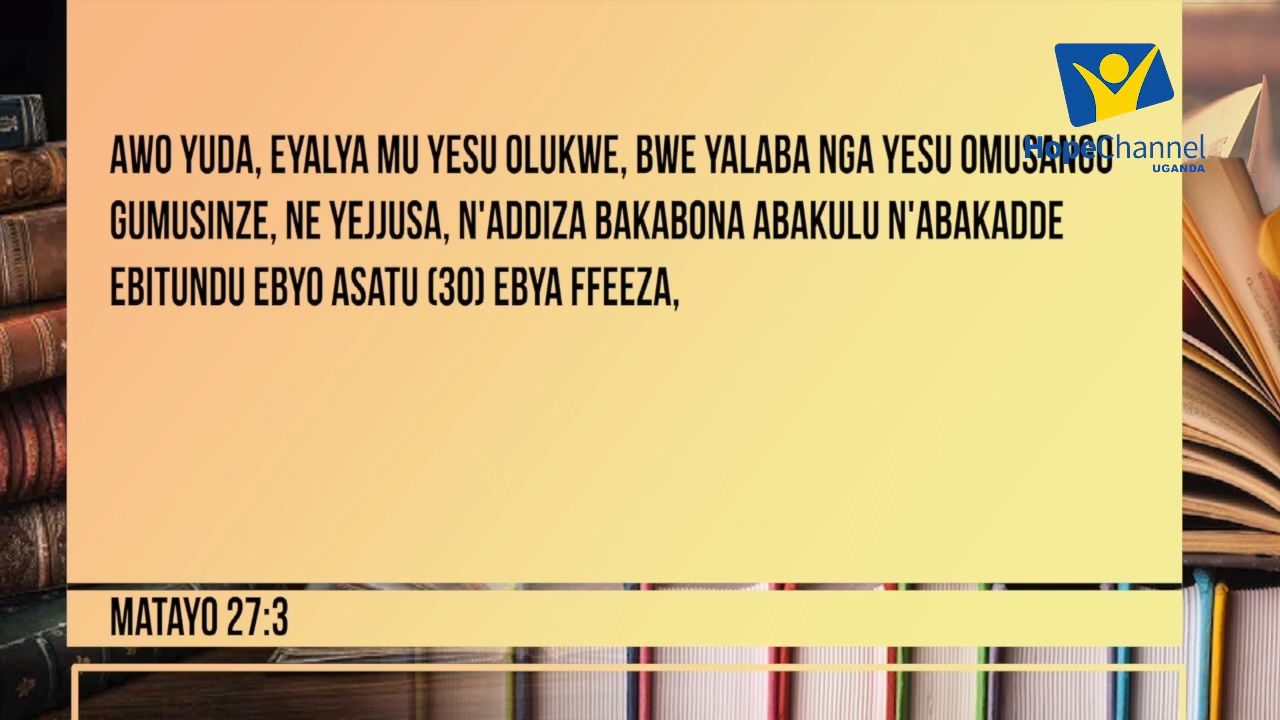 AWO YUDA, EYALYA MU YESU OLUKWE, BWE YALABA NGA YESU OMUSANGO
GUMUSINZE, NE YEJJUSA, N'ADDIZA BAKABONA ABAKULU N'ABAKADDE
EBITUNDU EBYO ASATU (30) EBYA FFEEZA,
MATAYO 27:3
HopeChannel
UGANDA